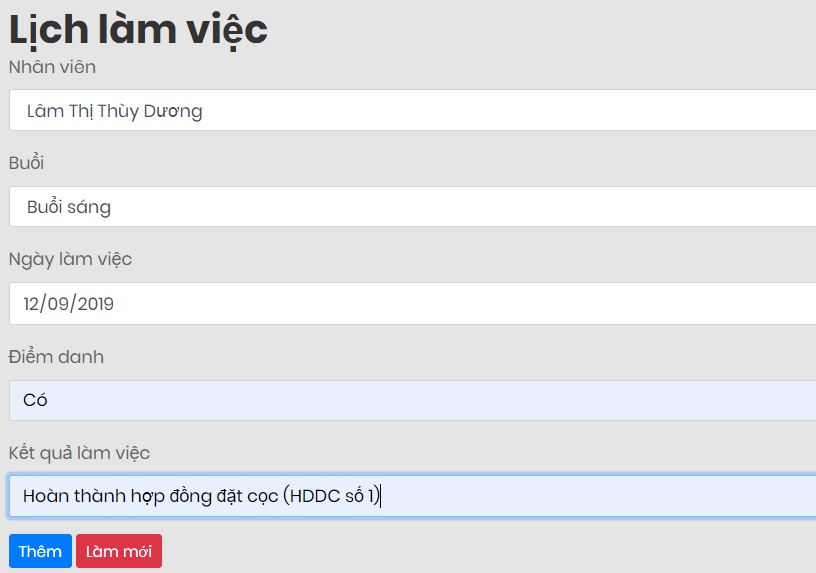 Lịch làm việc
Nhân viên
Lâm Thị Thùy Dương
Buổi
Buổi sáng
Ngày làm việc
12/09/2019
Điểm danh
Có
Kết quả làm việc
Hoàn thành hợp đồng đặt cọc (HDDC số 1)
Thêm Làm mới